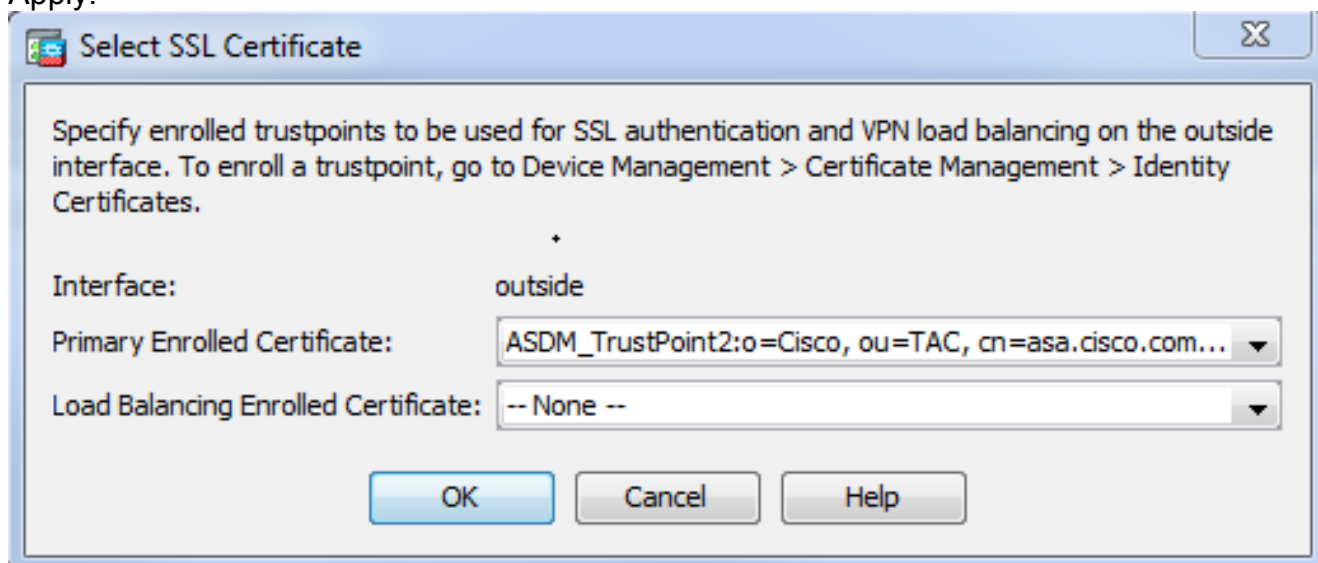 Apply.
Select SSL Certificate
Specify enrolled trustpoints to be used for SSL authentication and VPN load balancing on the outside
interface. To enroll a trustpoint, go to Device Management > Certificate Management > Identity
Certificates.
Interface: outside
Primary Enrolled Certificate: ASDM_TrustPoint2:o=Cisco, ou=TAC, cn=asa.cisco.com...
Load Balancing Enrolled Certificate: -- None --
OK Cancel Help